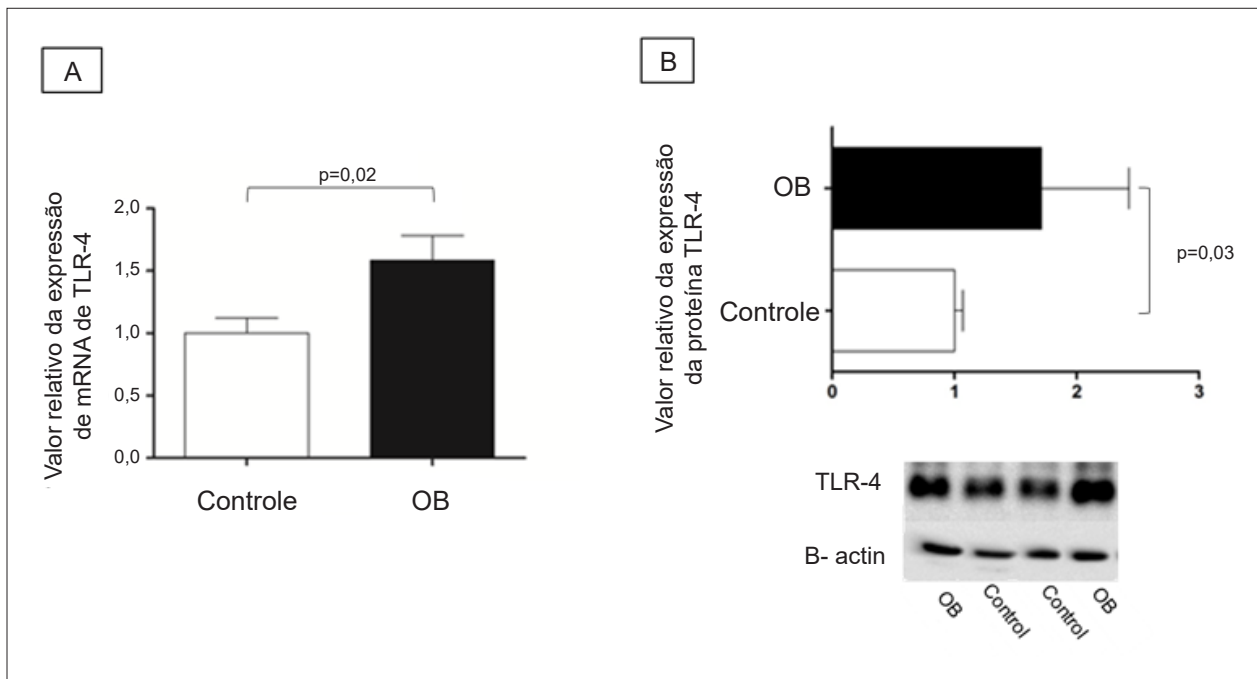 A
Valor relativo da expressão
de mRNA de TLR-4
p=0,02
2,0
1,5
1,0
0,5
0,0
Controle
OB
B
Valor relativo da expressão
da proteína TLR-4
OB
Controle
p=0,03
0
1
2
3
TLR-4
B- actin
OB
Control
Control
OB